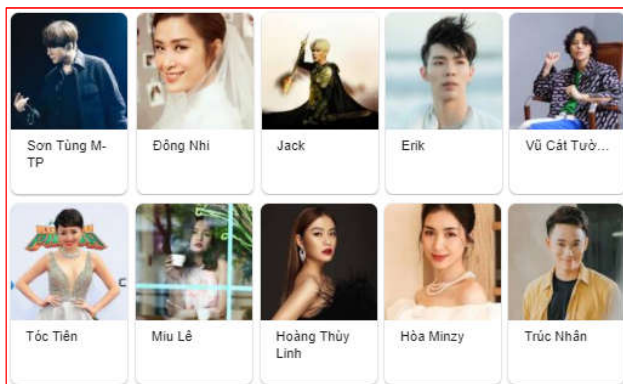 Sơn Tùng M-
TP
Đông Nhi
Jack
Erik
Vũ Cát Tườ...
Tóc Tiên
Miu Lê
Hoàng Thùy
Linh
Hòa Minzy
Trúc Nhân